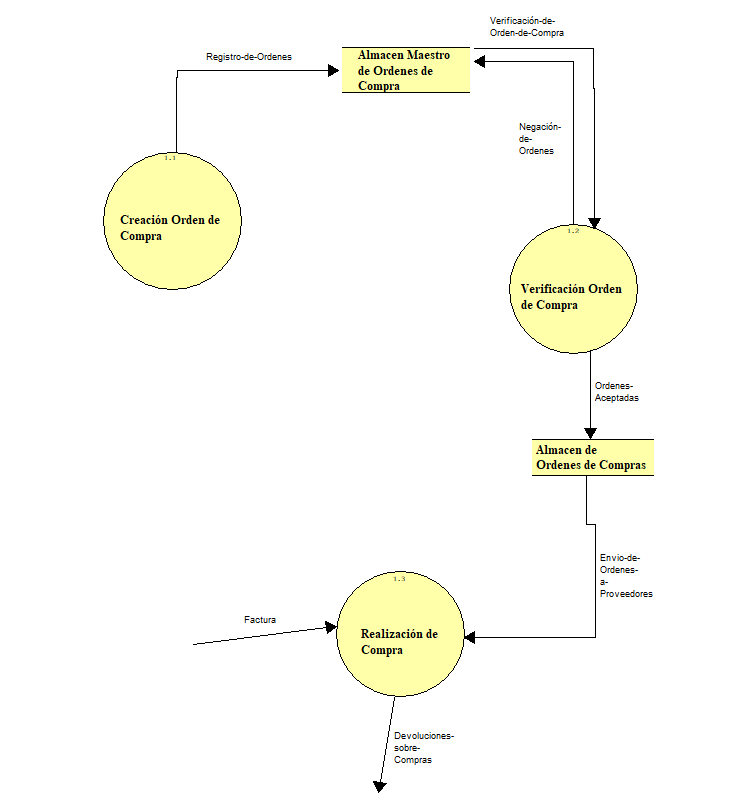 Verificación-de-
Orden-de-Compra
Registro-de-Ordenes
Almacen Maestro
de Ordenes de
Compra
Negación-
de-
Ordenes
1.1
Creación Orden de
Compra
1.2
Verificación Orden
de Compra
Ordenes-
Aceptadas
Almacen de
Ordenes de Compras
Envio-de-
Ordenes-
a-
Proveedores
1.3
Realización de
Compra
Factura
Devoluciones-
sobre-
Compras